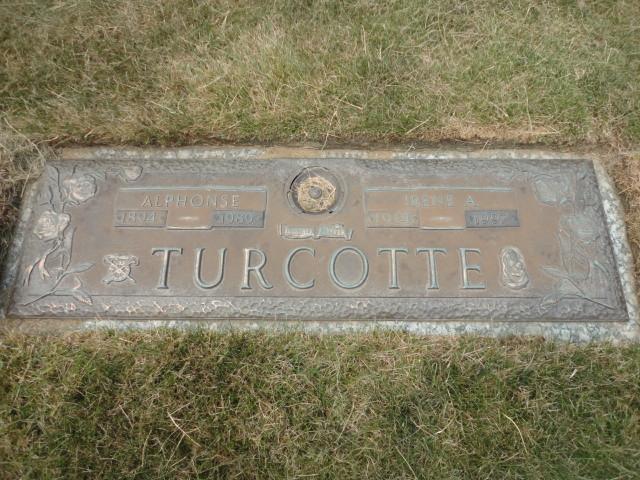 ALPHONSE
1894 — 1980
IRENE A.
TURCOTTE